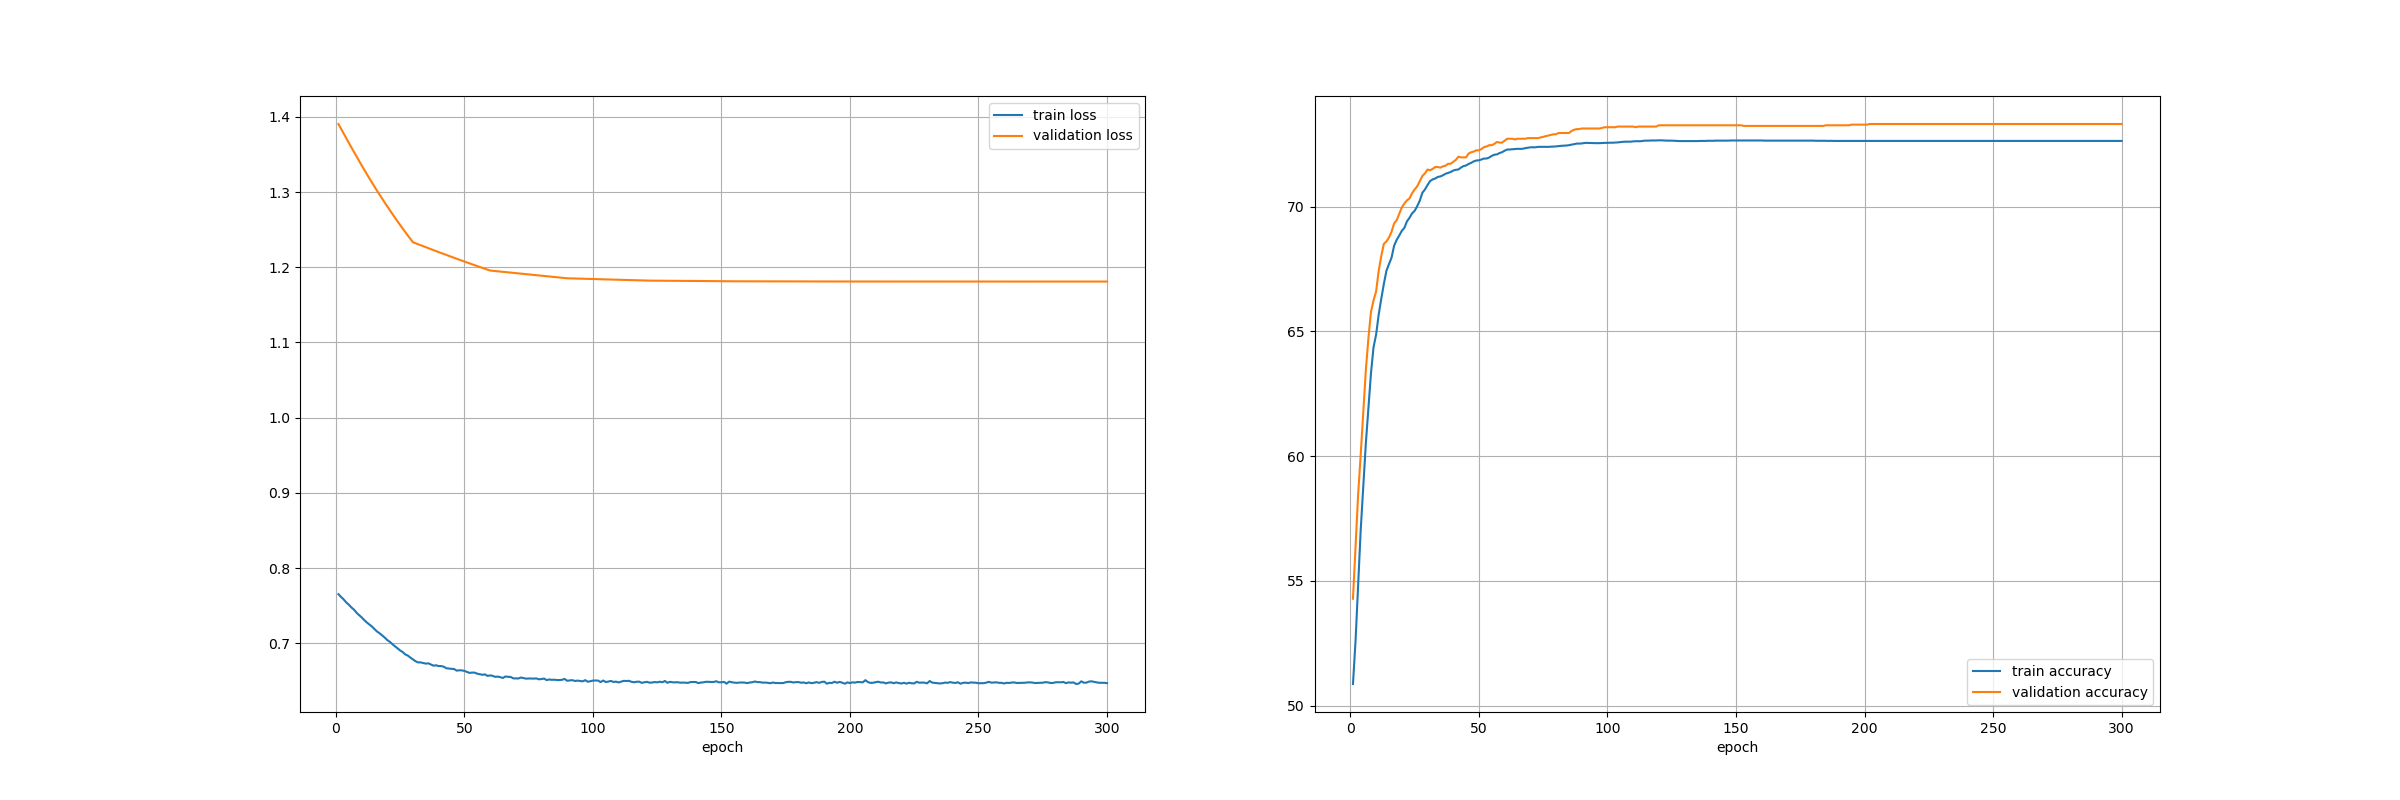 1.4
1.3
1.2
1.1
1.0
0.9
0.8
0.7
0 50 100 150 200 250 300
epoch
train loss
validation loss
70
65
60
55
50
0 50 100 150 200 250 300
epoch
train accuracy
validation accuracy